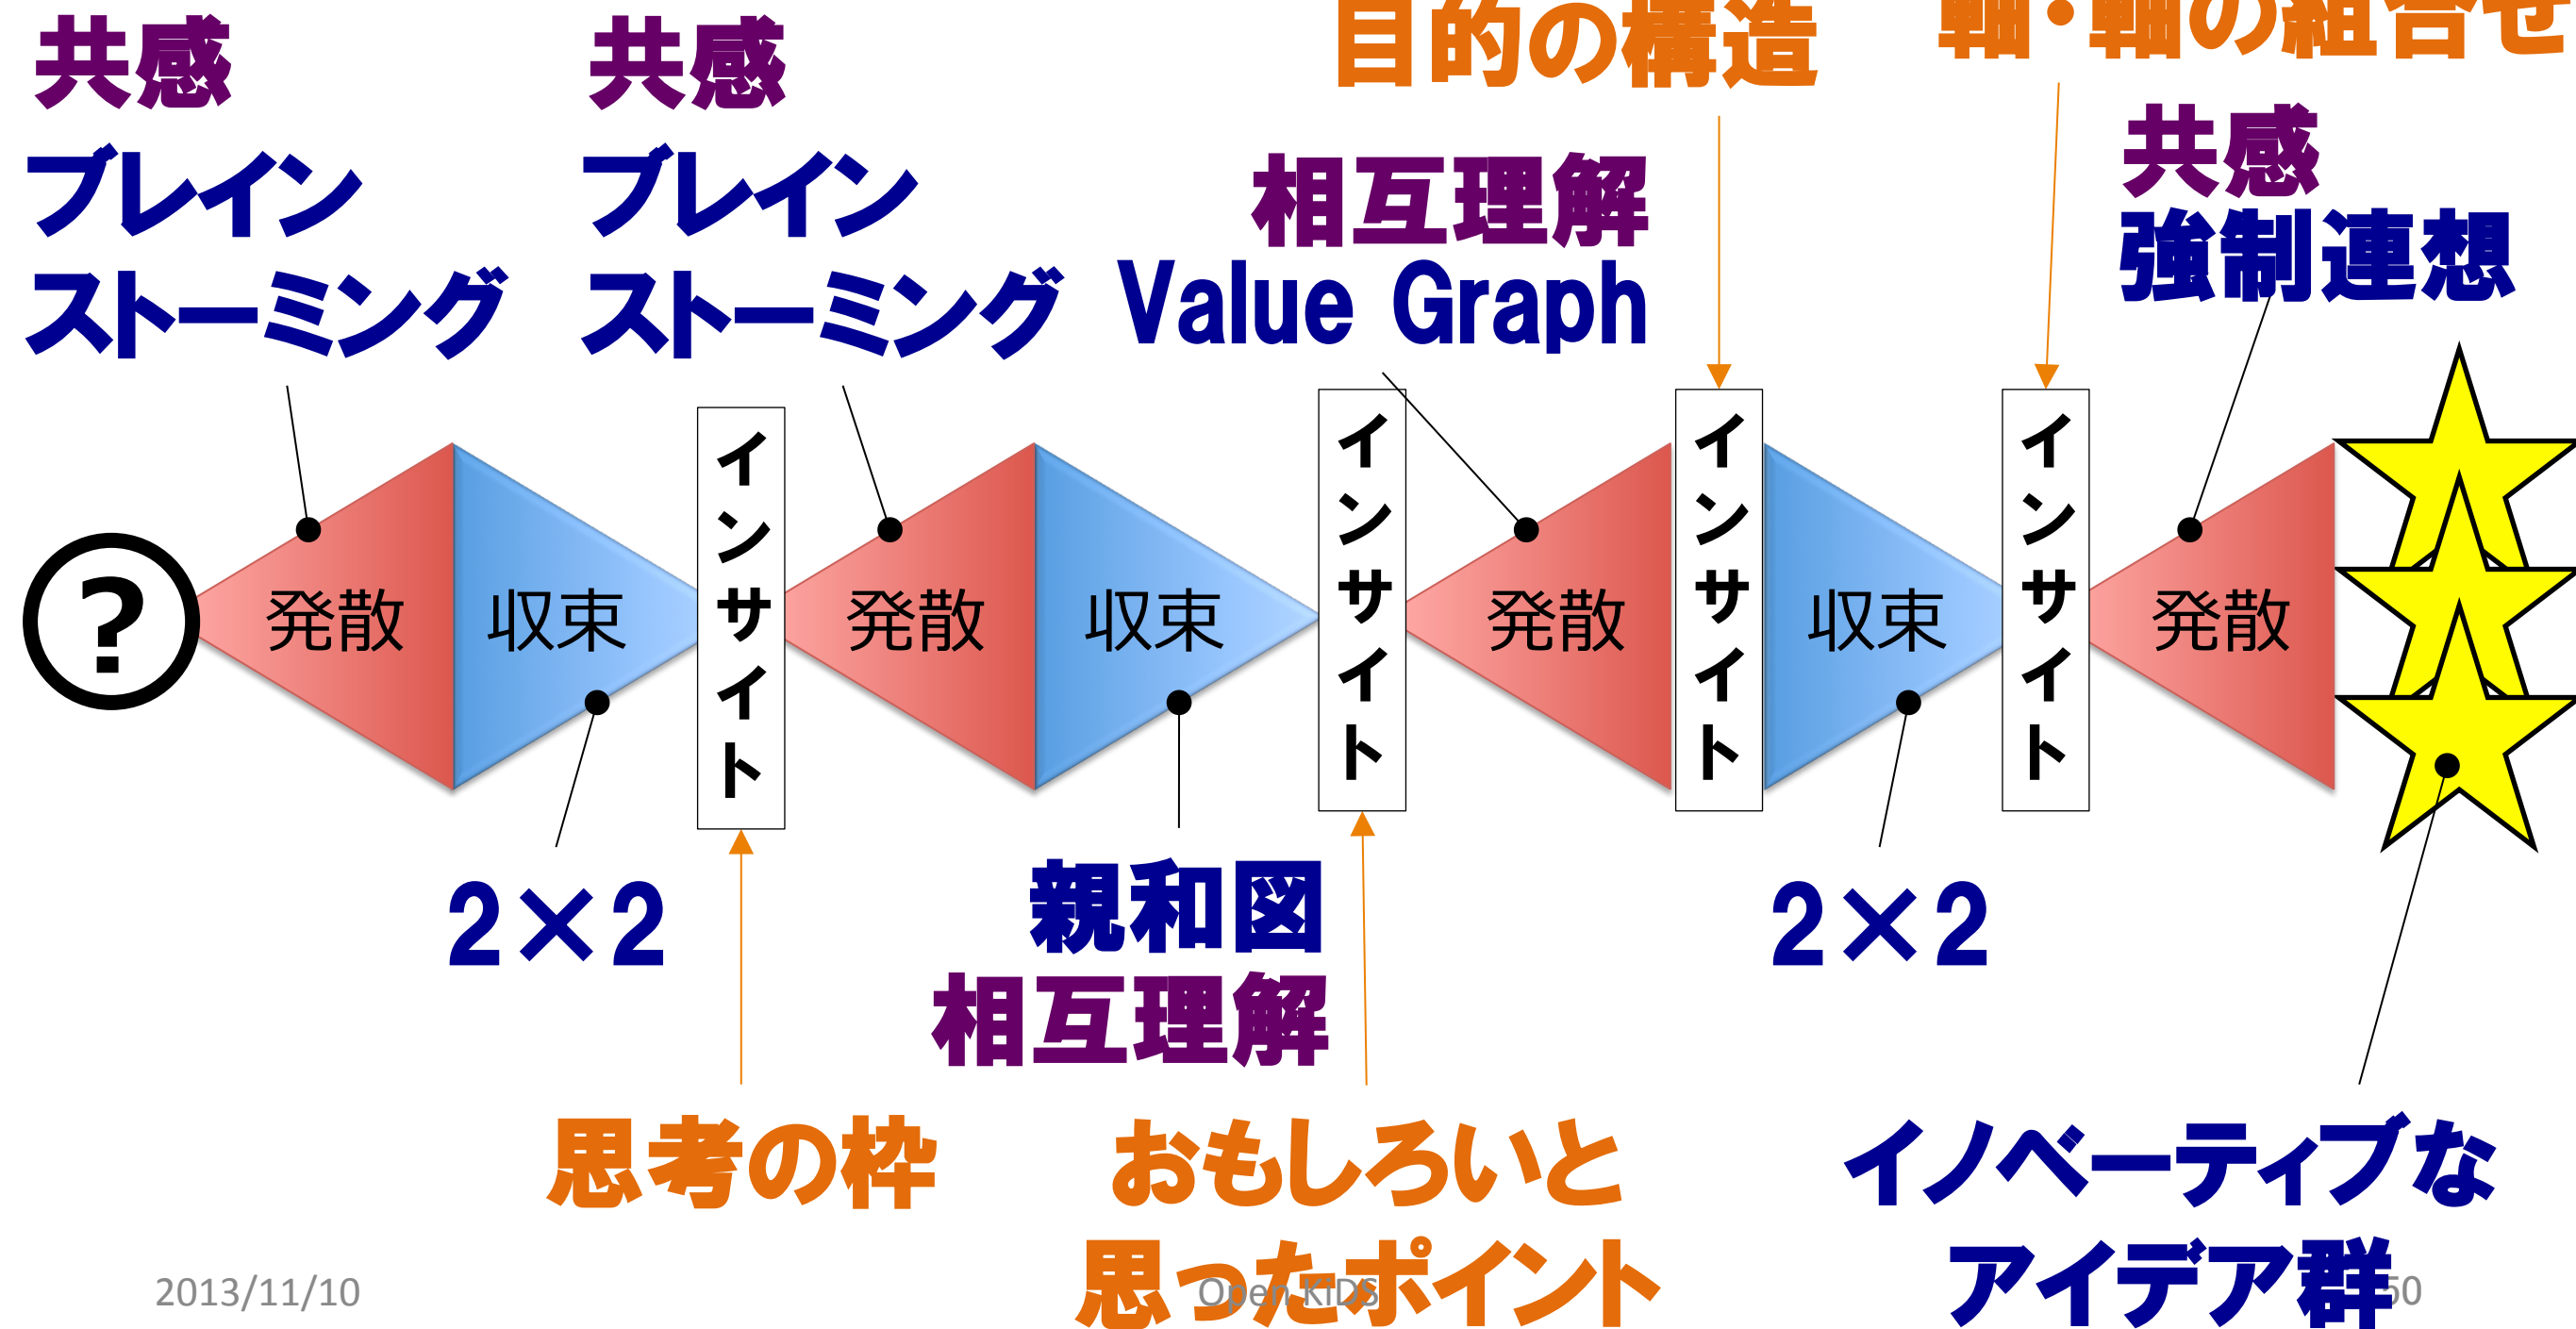 目的の構造
軸・軸の組合せ
共感
ブレイン
ストーミング
共感
ブレイン
ストーミング
相互理解
Value Graph
共感
強制連想
?
発散
収束
インサイト
発散
収束
インサイト
発散
インサイト
収束
インサイト
発散
2×2
親和図
相互理解
2×2
思考の枠
おもしろいと
思ったポイント
イノベーティブな
アイデア群
2013/11/10
Open KiDS
50